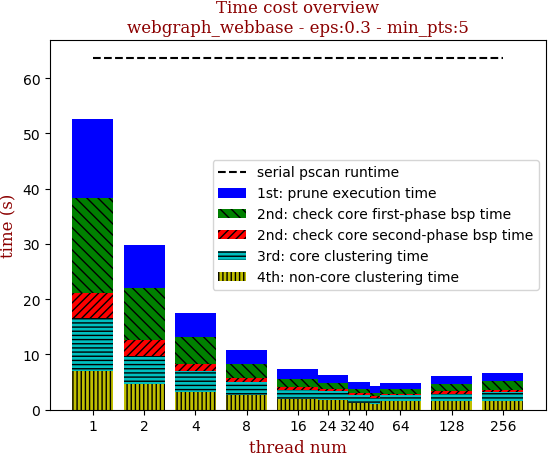 Time cost overview
webgraph_webbase - eps:0.3 - min_pts:5
time (s)
60
50
40
30
20
10
0
serial pscan runtime
1st: prune execution time
2nd: check core first-phase bsp time
2nd: check core second-phase bsp time
3rd: core clustering time
4th: non-core clustering time
1 2 4 8 16 24 32 40 64 128 256
thread num